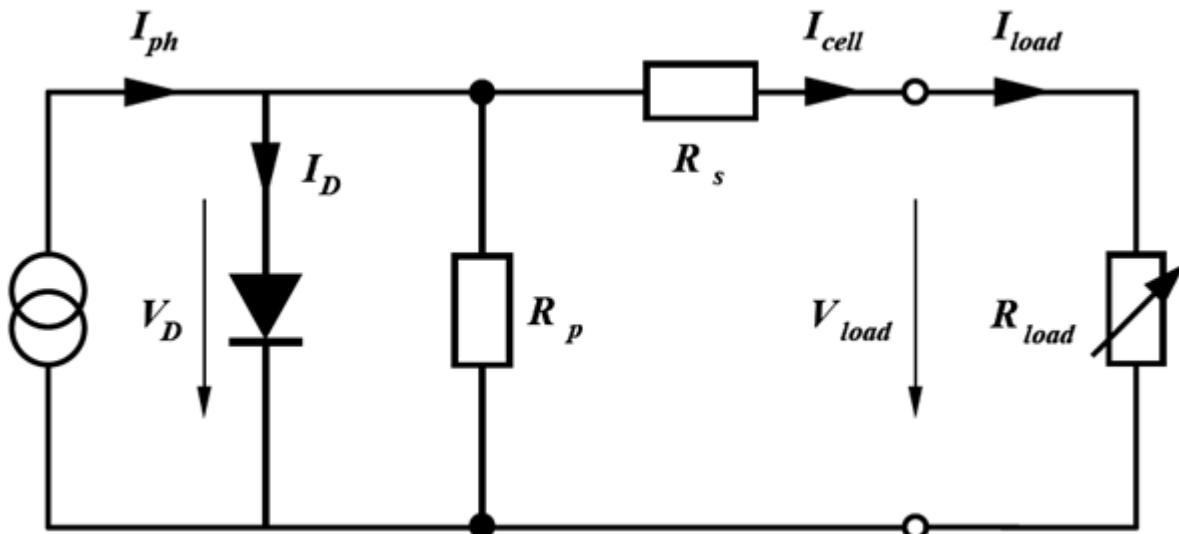 I_ph
I_cell
I_load
I_D
R_s
V_D
R_p
V_load
R_load